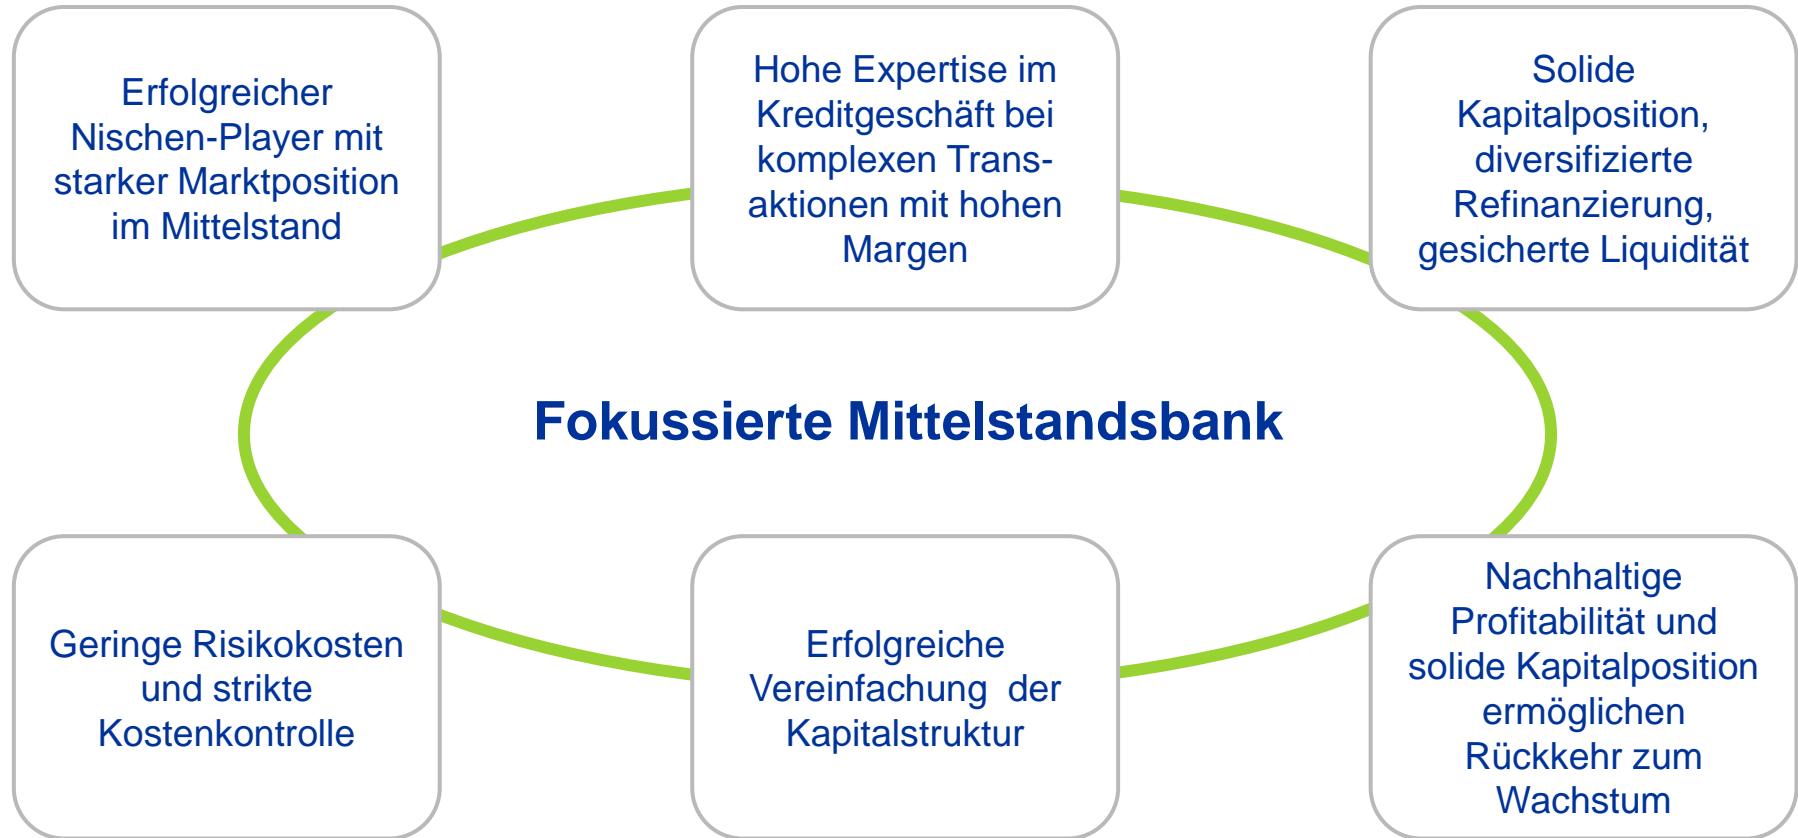 Erfolgreicher
Nischen-Player mit
starker Marktposition
im Mittelstand
Hohe Expertise im
Kreditgeschäft bei
komplexen Trans-
aktionen mit hohen
Margen
Solide
Kapitalposition,
diversifizierte
Refinanzierung,
gesicherte Liquidität
Fokussierte Mittelstandsbank
Geringe Risikokosten
und strikte
Kostenkontrolle
Erfolgreiche
Vereinfachung  der
Kapitalstruktur
Nachhaltige
Profitabilität und
solide Kapitalposition
ermöglichen
Rückkehr zum
Wachstum